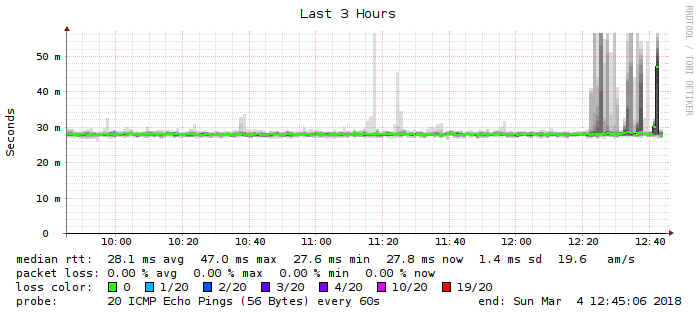 Last 3 Hours
RRDTOOL / TOBI OETIKER
Seconds
50 m
40 m
30 m
20 m
10 m
0
10:00 10:20 10:40 11:00 11:20 11:40 12:00 12:20 12:40
median rtt: 28.1 ms avg 47.0 ms max 27.6 ms min 27.8 ms now 1.4 ms sd 19.6 am/s
packet loss: 0.00 % avg 0.00 % max 0.00 % min 0.00 % now
loss color: 0 1/20 2/20 3/20 4/20 10/20 19/20
probe: 20 ICMP Echo Pings (56 Bytes) every 60s end: Sun Mar 4 12:45:06 2018